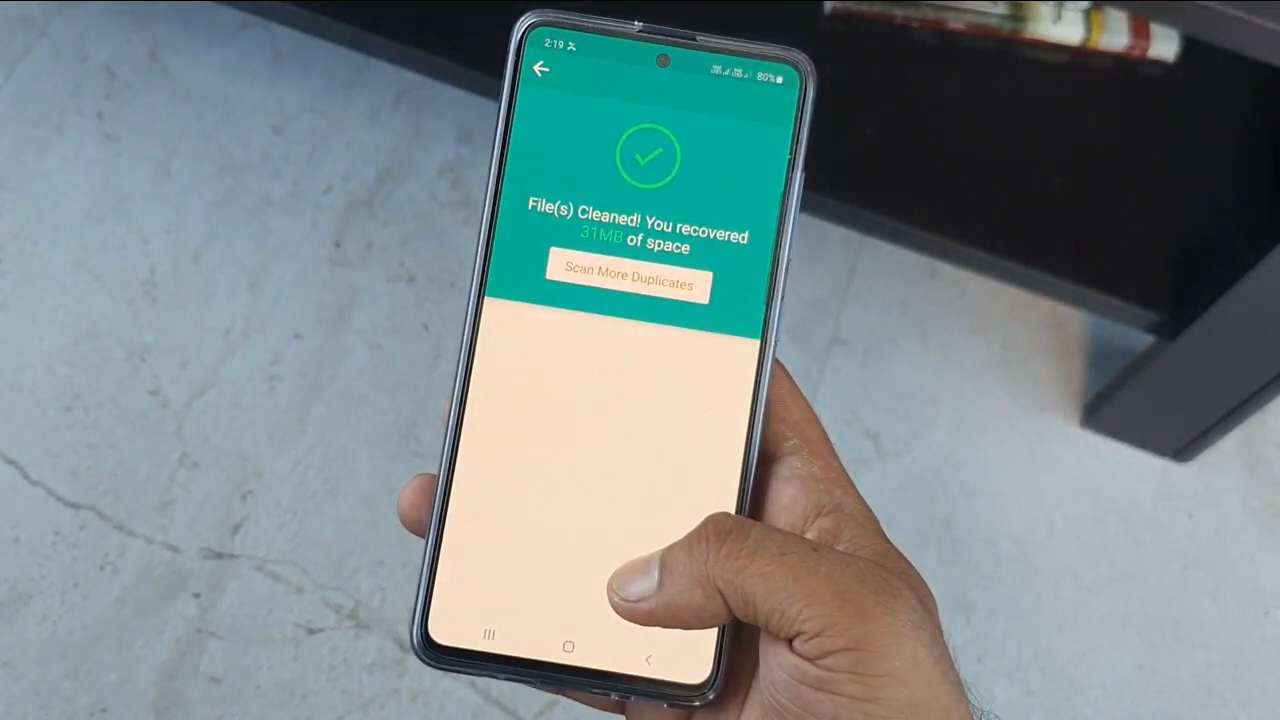 2:19
80%
File(s) Cleaned! You recovered
31MB of space
Scan More Duplicates